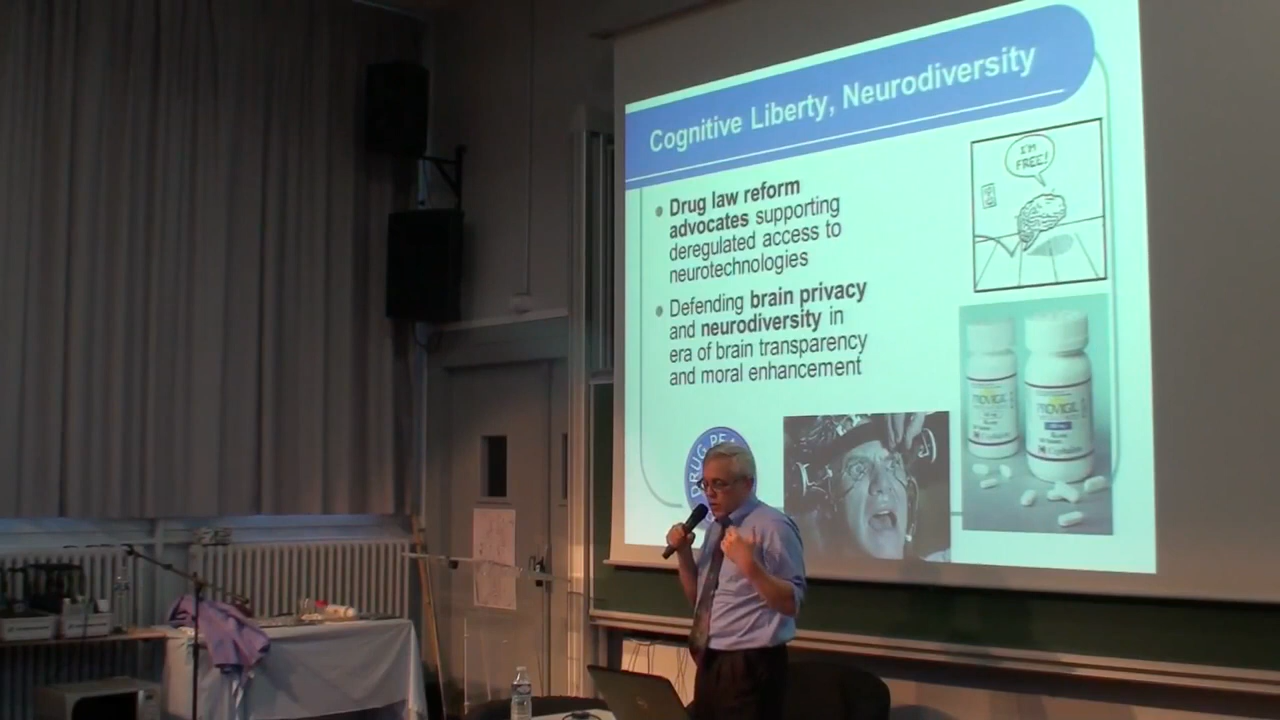 Cognitive Liberty, Neurodiversity
Drug law reform
advocates supporting
deregulated access to
neurotechnologies
Defending brain privacy
and neurodiversity in
era of brain transparency
and moral enhancement
I'M
FREE!
PROVIGIL
PROVIGIL
DRUG